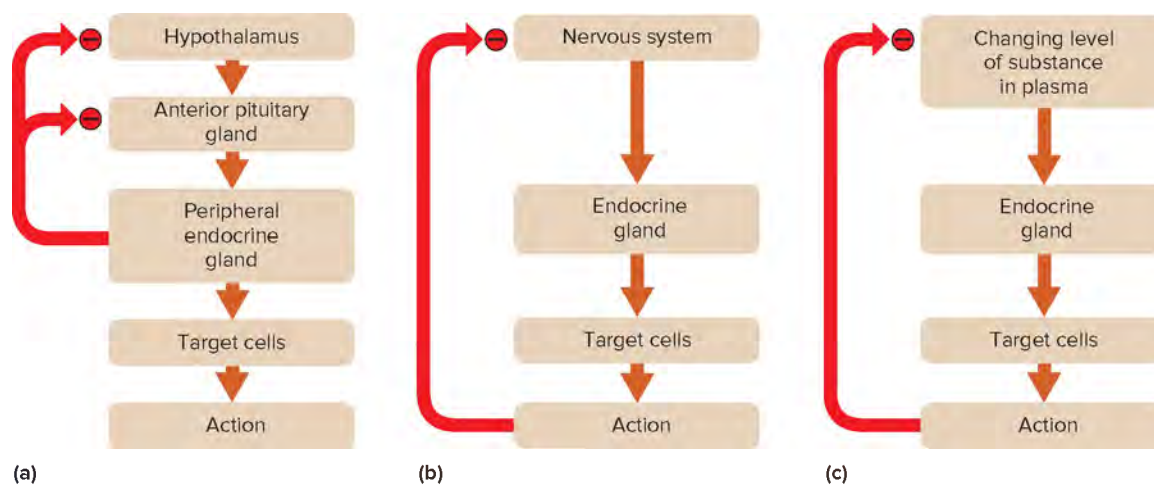 Hypothalamus
Anterior pituitary
gland
Peripheral
endocrine
gland
Target cells
Action
(a)
Nervous system
Endocrine
gland
Target cells
Action
(b)
Changing level
of substance
in plasma
Endocrine
gland
Target cells
Action
(c)